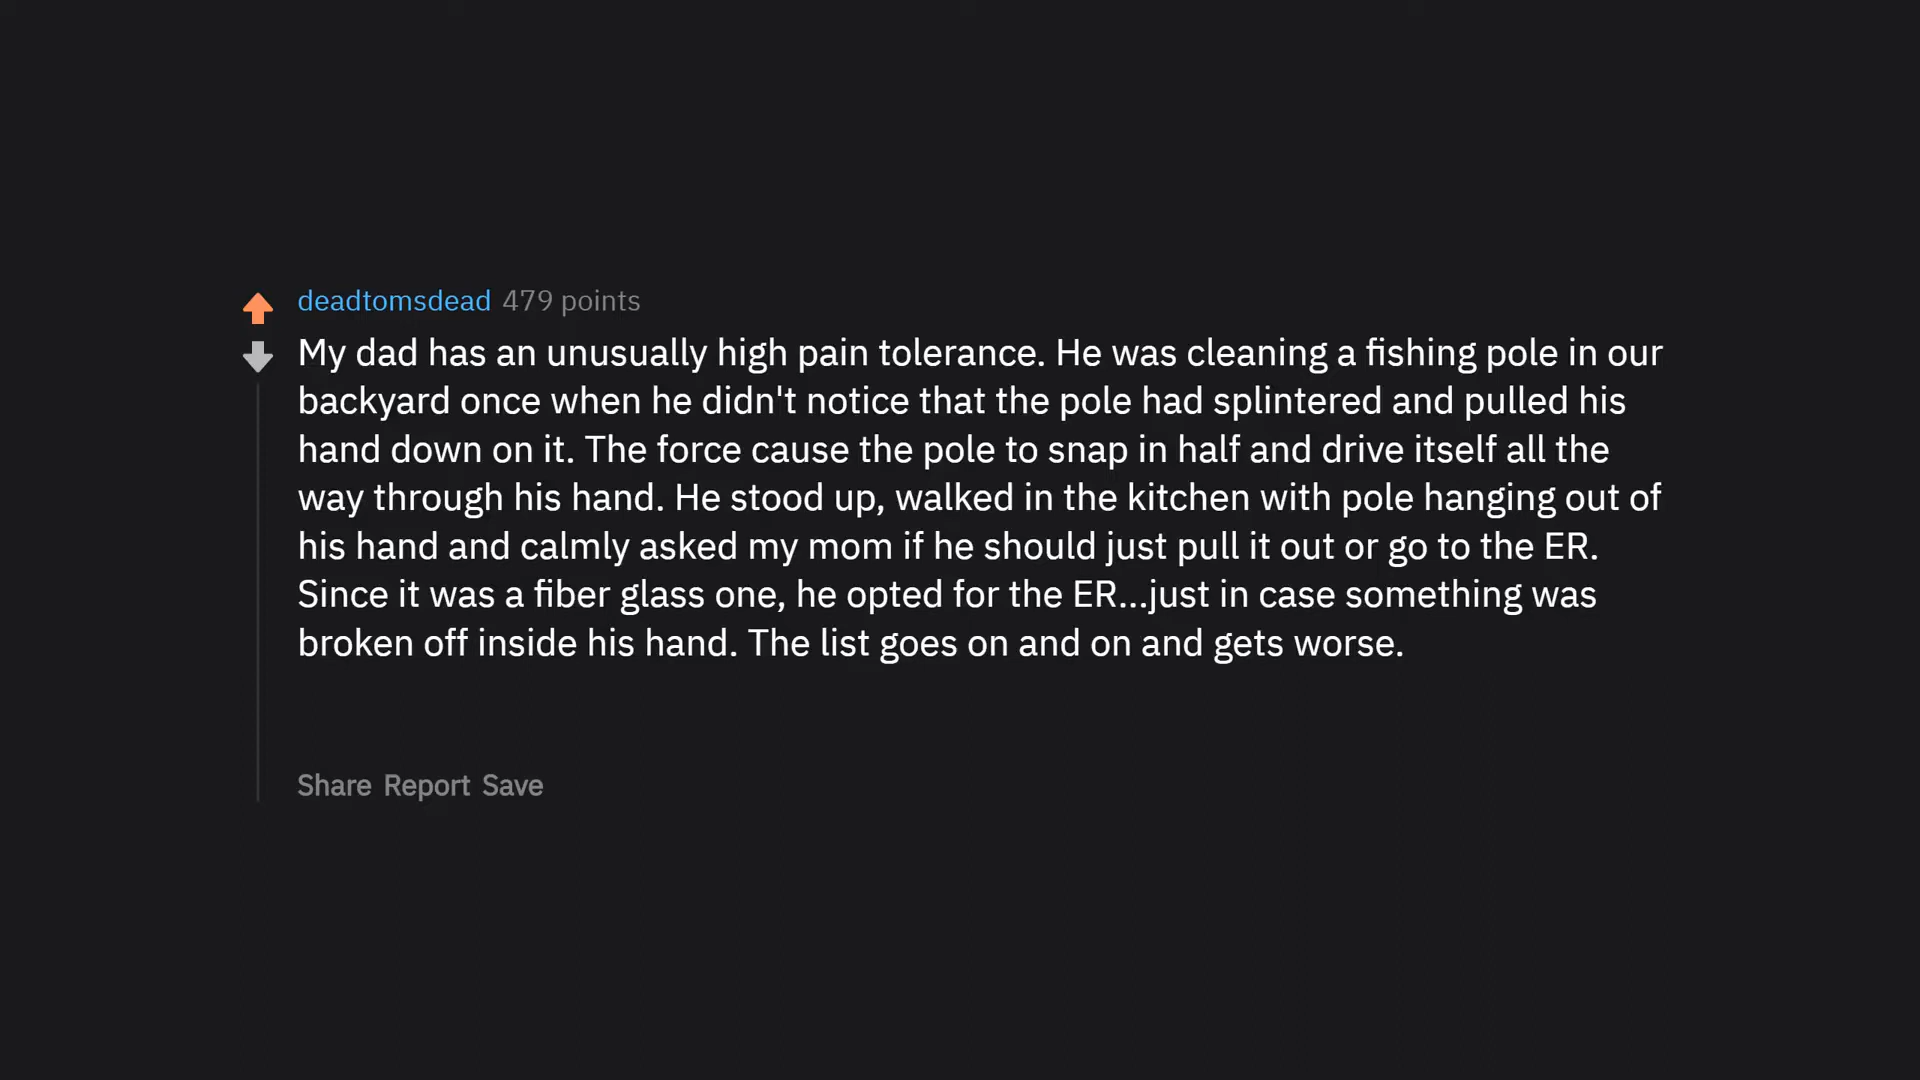 deadtomsdead 479 points
My dad has an unusually high pain tolerance. He was cleaning a fishing pole in our
backyard once when he didn't notice that the pole had splintered and pulled his
hand down on it. The force cause the pole to snap in half and drive itself all the
way through his hand. He stood up, walked in the kitchen with pole hanging out of
his hand and calmly asked my mom if he should just pull it out or go to the ER.
Since it was a fiber glass one, he opted for the ER...just in case something was
broken off inside his hand. The list goes on and on and gets worse.
Share Report Save